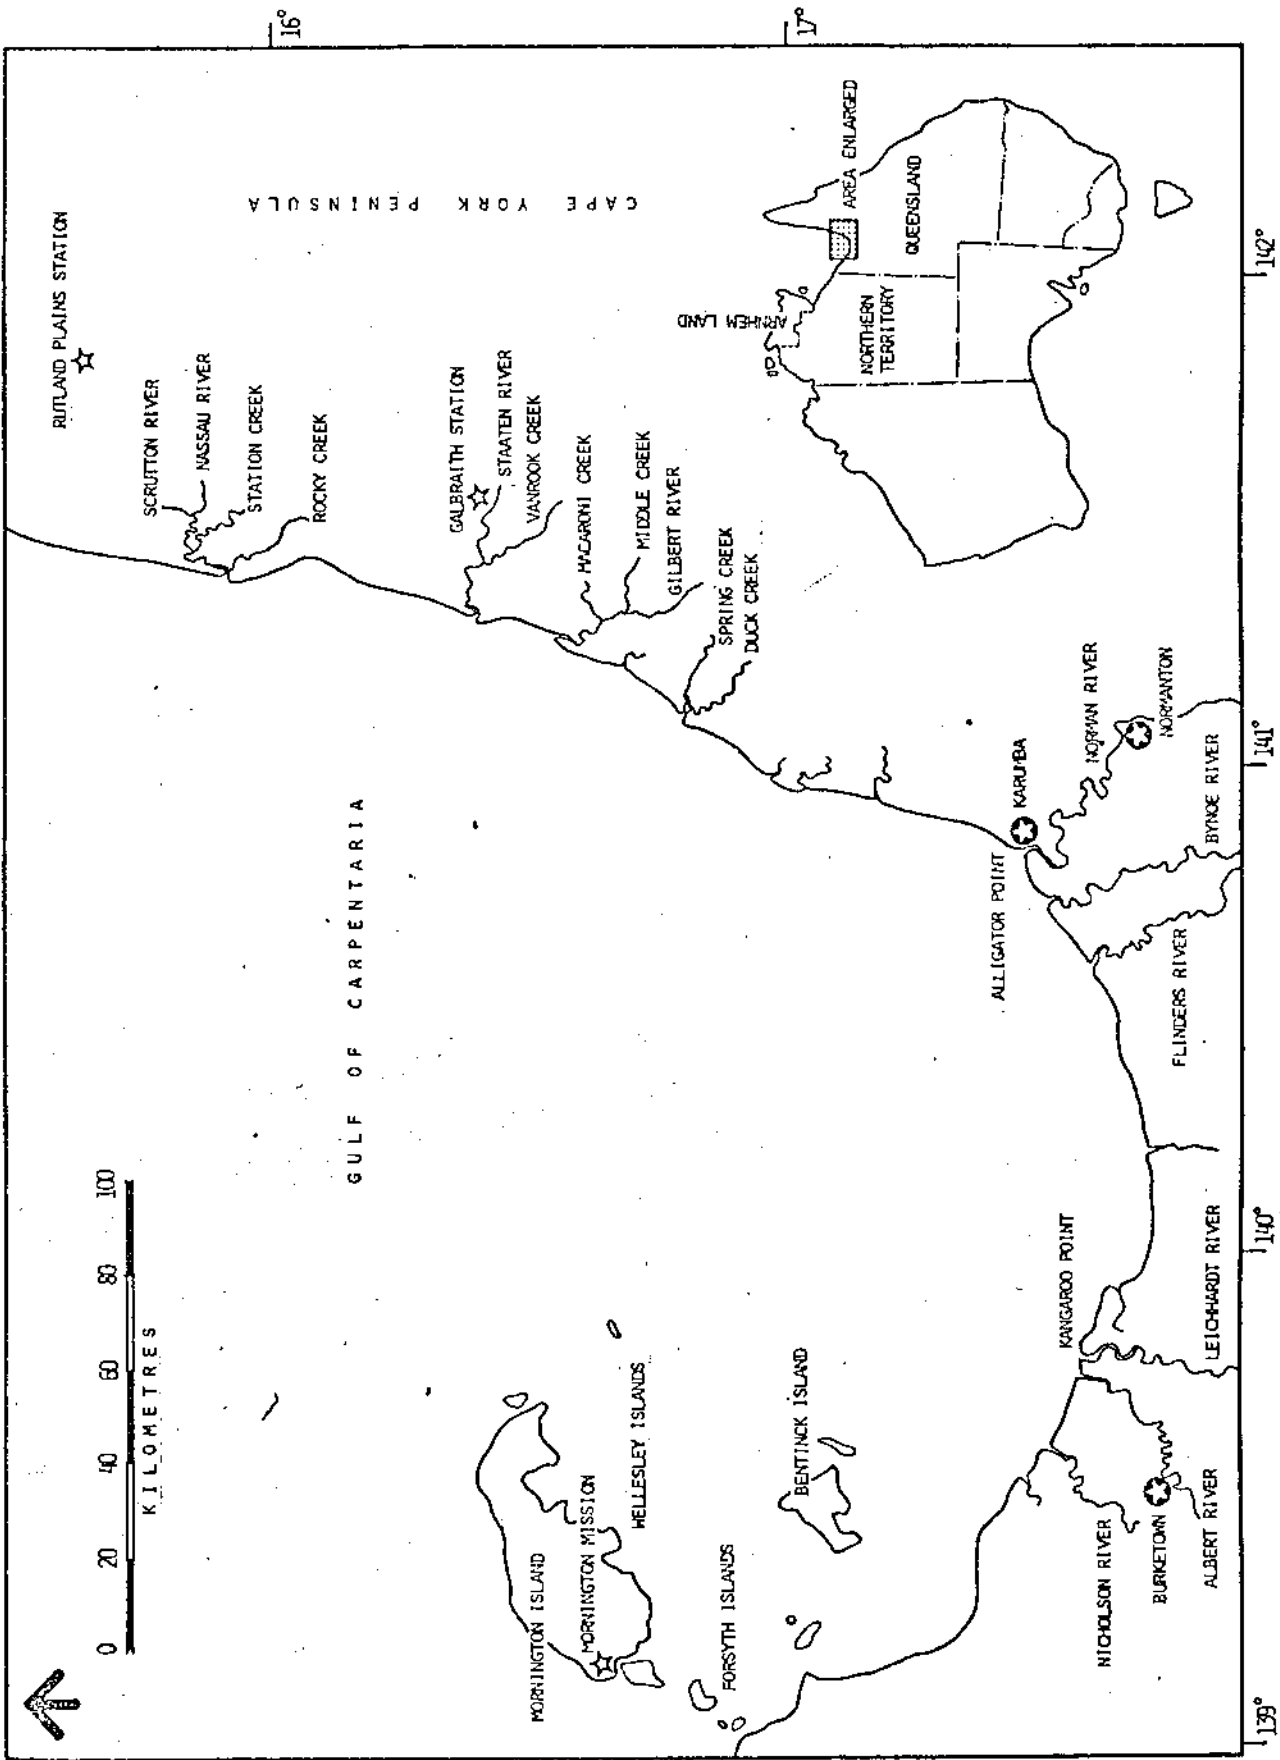 0 20 40 60 80 100
KILOMETRES
RUTLAND PLAINS STATION
SCRUTTON RIVER
NASSAU RIVER
STATION CREEK
ROCKY CREEK
16°
GULF OF CARPENTARIA
CAPE YORK PENINSULA
GALBRAITH STATION
STAATEN RIVER
VANROOK CREEK
MACARONI CREEK
MIDDLE CREEK
GILBERT RIVER
SPRING CREEK
DUCK CREEK
MORNINGTON ISLAND
MORNINGTON MISSION
WELLESLEY ISLANDS
FORSYTH ISLANDS
BENTINCK ISLAND
17°
ARNHEM LAND
AREA ENLARGED
NORTHERN
TERRITORY
QUEENSLAND
ALLIGATOR POINT
KARUMBA
KANGAROO POINT
NORMAN RIVER
NORMANTON
NICHOLSON RIVER
BURKETOWN
ALBERT RIVER
LEICHHARDT RIVER
FLINDERS RIVER
BYNOE RIVER
139°
140°
141°
142°